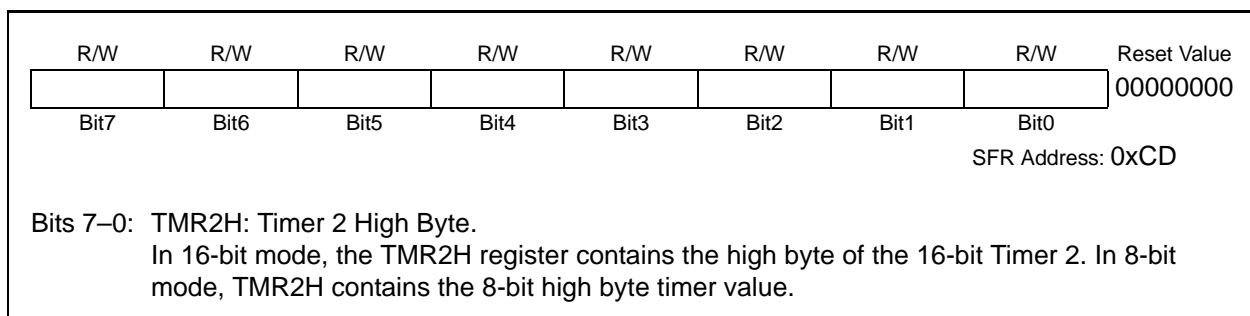 R/W R/W R/W R/W R/W R/W R/W R/W Reset Value
00000000
Bit7 Bit6 Bit5 Bit4 Bit3 Bit2 Bit1 Bit0
SFR Address: 0xCD
Bits 7–0: TMR2H: Timer 2 High Byte.
In 16-bit mode, the TMR2H register contains the high byte of the 16-bit Timer 2. In 8-bit
mode, TMR2H contains the 8-bit high byte timer value.